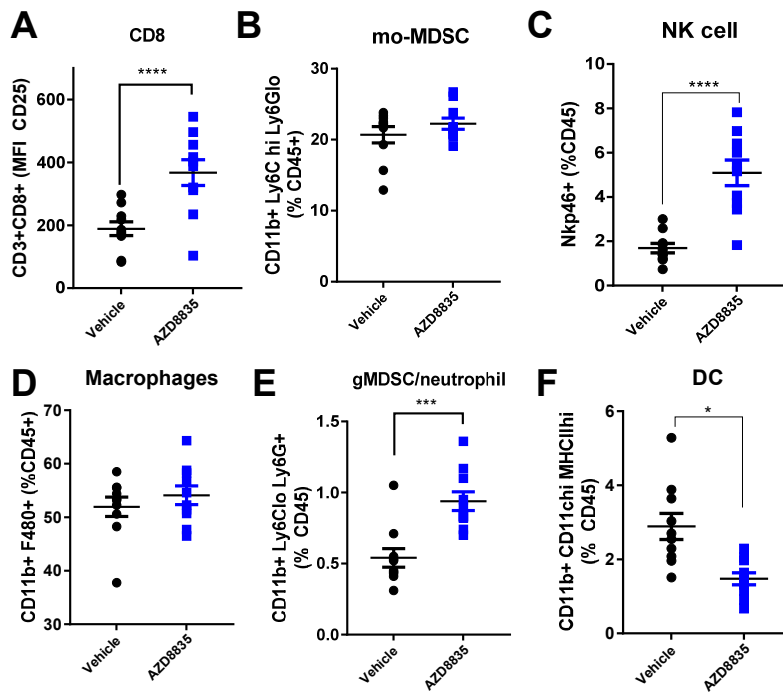 A
CD8
CD3+CD8+ (MFI CD25)
600
400
200
0
****
Vehicle
AZD8835
B
mo-MDSC
CD11b+ Ly6C hi Ly6Glo
(% CD45+)
30
20
10
0
Vehicle
AZD8835
C
NK cell
Nkp46+ (%CD45)
10
8
6
4
2
0
****
Vehicle
AZD8835
D
Macrophages
CD11b+ F480+ (%CD45+)
70
60
50
40
30
Vehicle
AZD8835
E
gMDSC/neutrophil
CD11b+ Ly6Clo Ly6G+
(% CD45)
1.5
1.0
0.5
0.0
***
Vehicle
AZD8835
F
DC
CD11b+ CD11chi MHCIIhi
(% CD45)
6
4
2
0
*
Vehicle
AZD8835